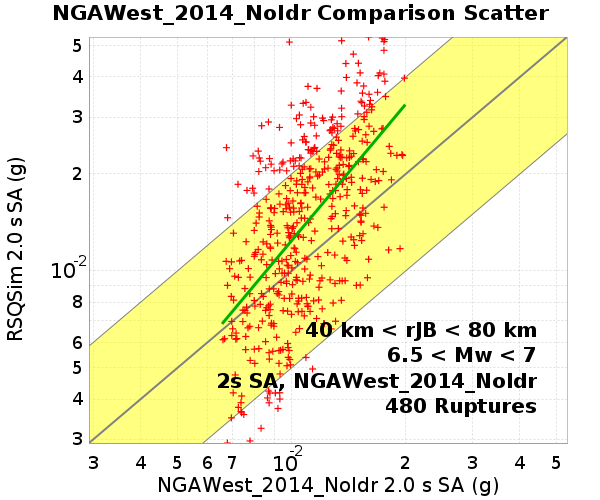 NGAWest_2014_NoIdr Comparison Scatter
RSQSim 2.0 s SA (g)
5
4
3
2
10-2
8
6
5
4
3
40 km < rJB < 80 km
6.5 < Mw < 7
2s SA, NGAWest_2014_NoIdr
480 Ruptures
3 4 5 6 7 10-2 2 3 4 5
NGAWest_2014_NoIdr 2.0 s SA (g)